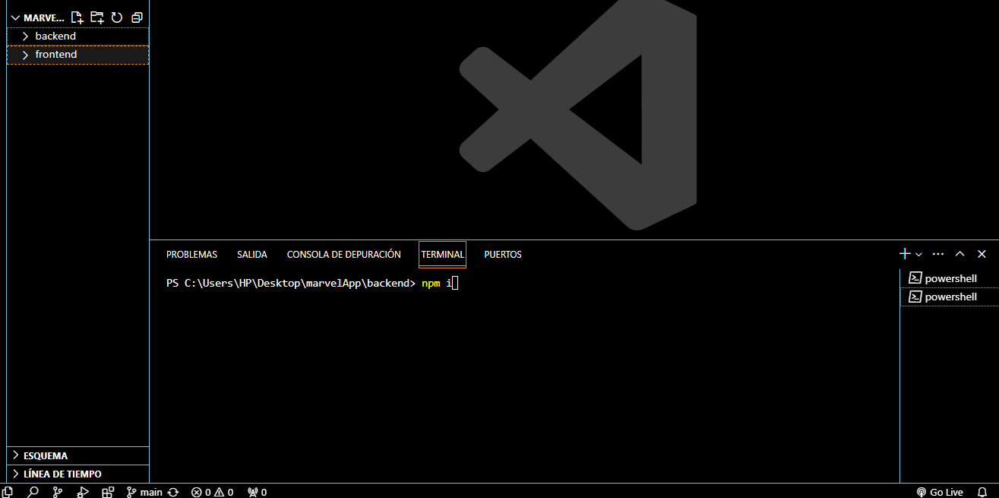 MARVE...
backend
frontend
PROBLEMAS SALIDA CONSOLA DE DEPURACIÓN TERMINAL PUERTOS
PS C:\Users\HP\Desktop\marvelApp\backend> npm i
powershell
powershell
ESQUEMA
LÍNEA DE TIEMPO
main 0 0 0 Go Live